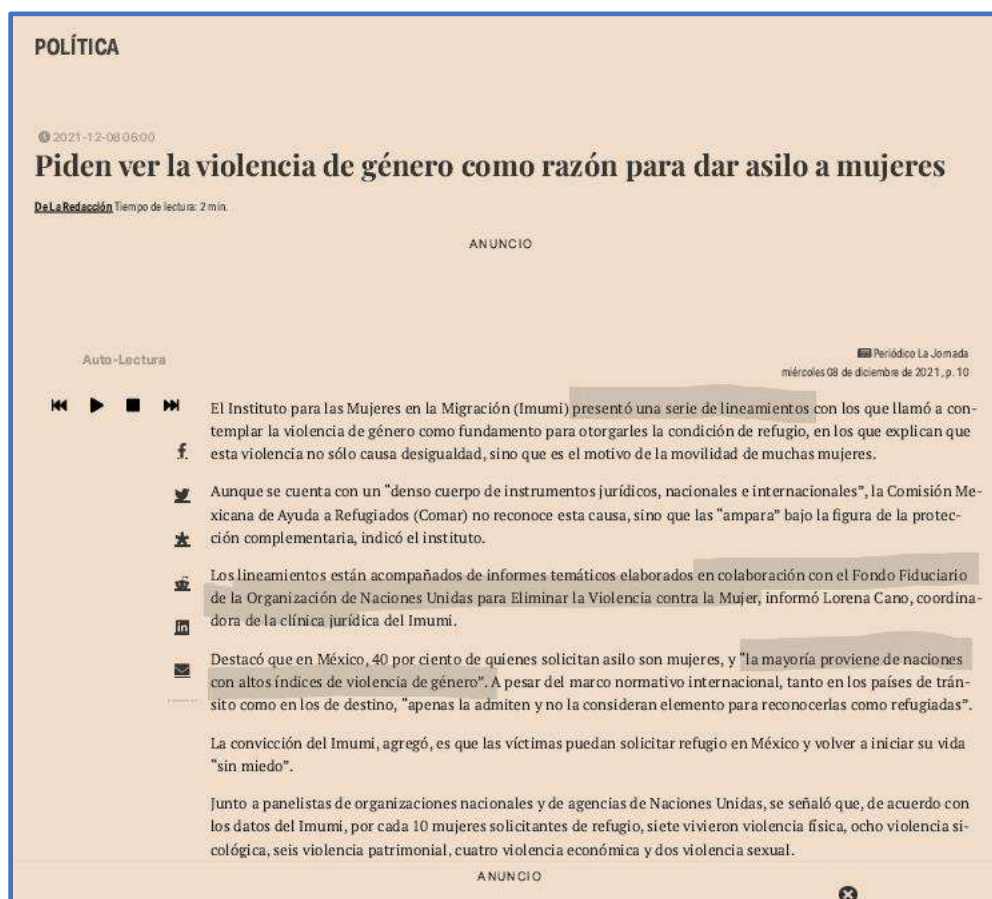 POLÍTICA
2021-12-08 06:00
Piden ver la violencia de género como razón para dar asilo a mujeres
De La Redacción Tiempo de lectura: 2 min.
ANUNCIO
Auto-Lectura
Periódico La Jornada
miércoles 08 de diciembre de 2021, p. 10
El Instituto para las Mujeres en la Migración (Imumi) presentó una serie de lineamientos con los que llamó a con-
templar la violencia de género como fundamento para otorgarles la condición de refugio, en los que explican que
esta violencia no sólo causa desigualdad, sino que es el motivo de la movilidad de muchas mujeres.
Aunque se cuenta con un “denso cuerpo de instrumentos jurídicos, nacionales e internacionales”, la Comisión Me-
xicana de Ayuda a Refugiados (Comar) no reconoce esta causa, sino que las “ampara” bajo la figura de la protec-
ción complementaria, indicó el instituto.
Los lineamientos están acompañados de informes temáticos elaborados en colaboración con el Fondo Fiduciario
de la Organización de Naciones Unidas para Eliminar la Violencia contra la Mujer, informó Lorena Cano, coordina-
dora de la clínica jurídica del Imumi.
Destacó que en México, 40 por ciento de quienes solicitan asilo son mujeres, y “la mayoría proviene de naciones
con altos índices de violencia de género”. A pesar del marco normativo internacional, tanto en los países de trán-
sito como en los de destino, “apenas la admiten y no la consideran elemento para reconocerlas como refugiadas”.
La convicción del Imumi, agregó, es que las víctimas puedan solicitar refugio en México y volver a iniciar su vida
“sin miedo”.
Junto a panelistas de organizaciones nacionales y de agencias de Naciones Unidas, se señaló que, de acuerdo con
los datos del Imumi, por cada 10 mujeres solicitantes de refugio, siete vivieron violencia física, ocho violencia si-
cológica, seis violencia patrimonial, cuatro violencia económica y dos violencia sexual.
ANUNCIO